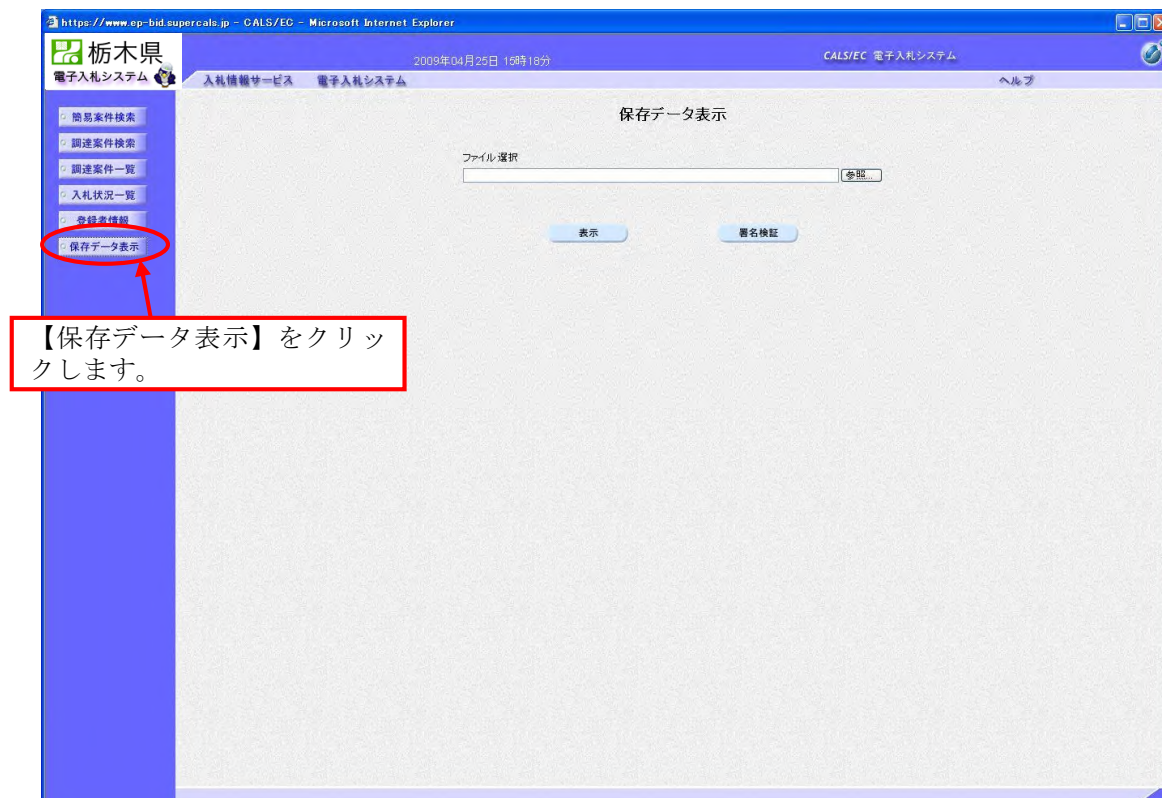 https://www.ep-bid.supercals.jp - CALS/EC - Microsoft Internet Explorer
栃木県
電子入札システム
2009年04月25日 15時18分
CALS/EC 電子入札システム
入札情報サービス 電子入札システム ヘルプ
簡易案件検索
調達案件検索
調達案件一覧
入札状況一覧
登録者情報
保存データ表示
保存データ表示
ファイル選択
参照...
表示
署名検証
【保存データ表示】をクリッ
クします。